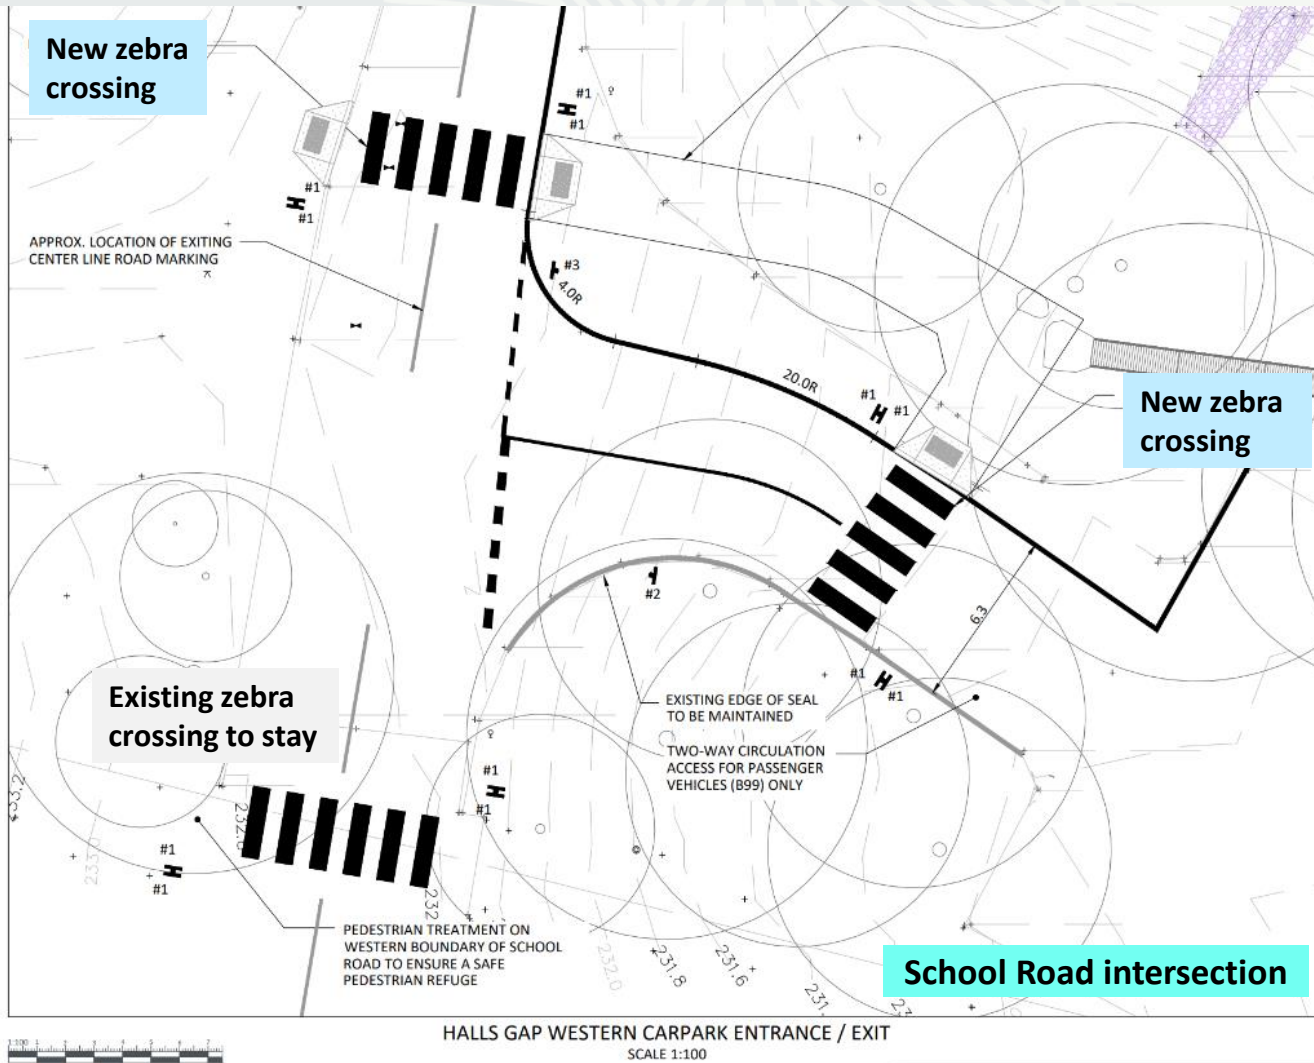 New zebra
crossing
#1
#1
#1
#1
APPROX. LOCATION OF EXITING
CENTER LINE ROAD MARKING
#3
4.0R
20.0R
#1
#1
New zebra
crossing
#2
6.3
Existing zebra
crossing to stay
#1
#1
EXISTING EDGE OF SEAL
TO BE MAINTAINED
TWO-WAY CIRCULATION
ACCESS FOR PASSENGER
VEHICLES (B99) ONLY
#1
#1
#1
#1
PEDESTRIAN TREATMENT ON
WESTERN BOUNDARY OF SCHOOL
ROAD TO ENSURE A SAFE
PEDESTRIAN REFUGE
232.0
231.8
231.6
School Road intersection
HALLS GAP WESTERN CARPARK ENTRANCE / EXIT
SCALE 1:100